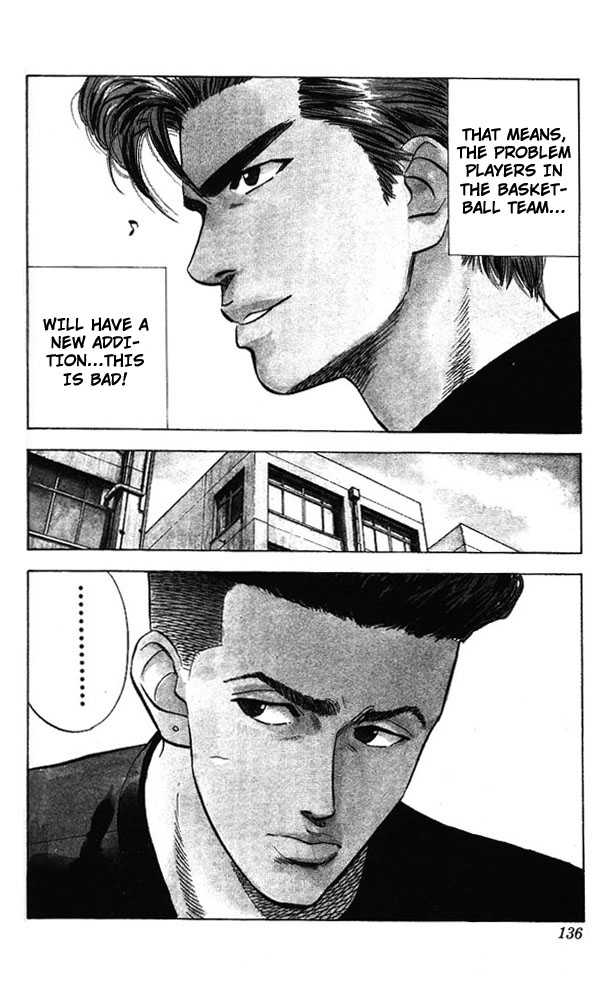 THAT MEANS,
THE PROBLEM
PLAYERS IN
THE BASKET-
BALL TEAM...
WILL HAVE A
NEW ADDI-
TION...THIS
IS BAD!
..........
136